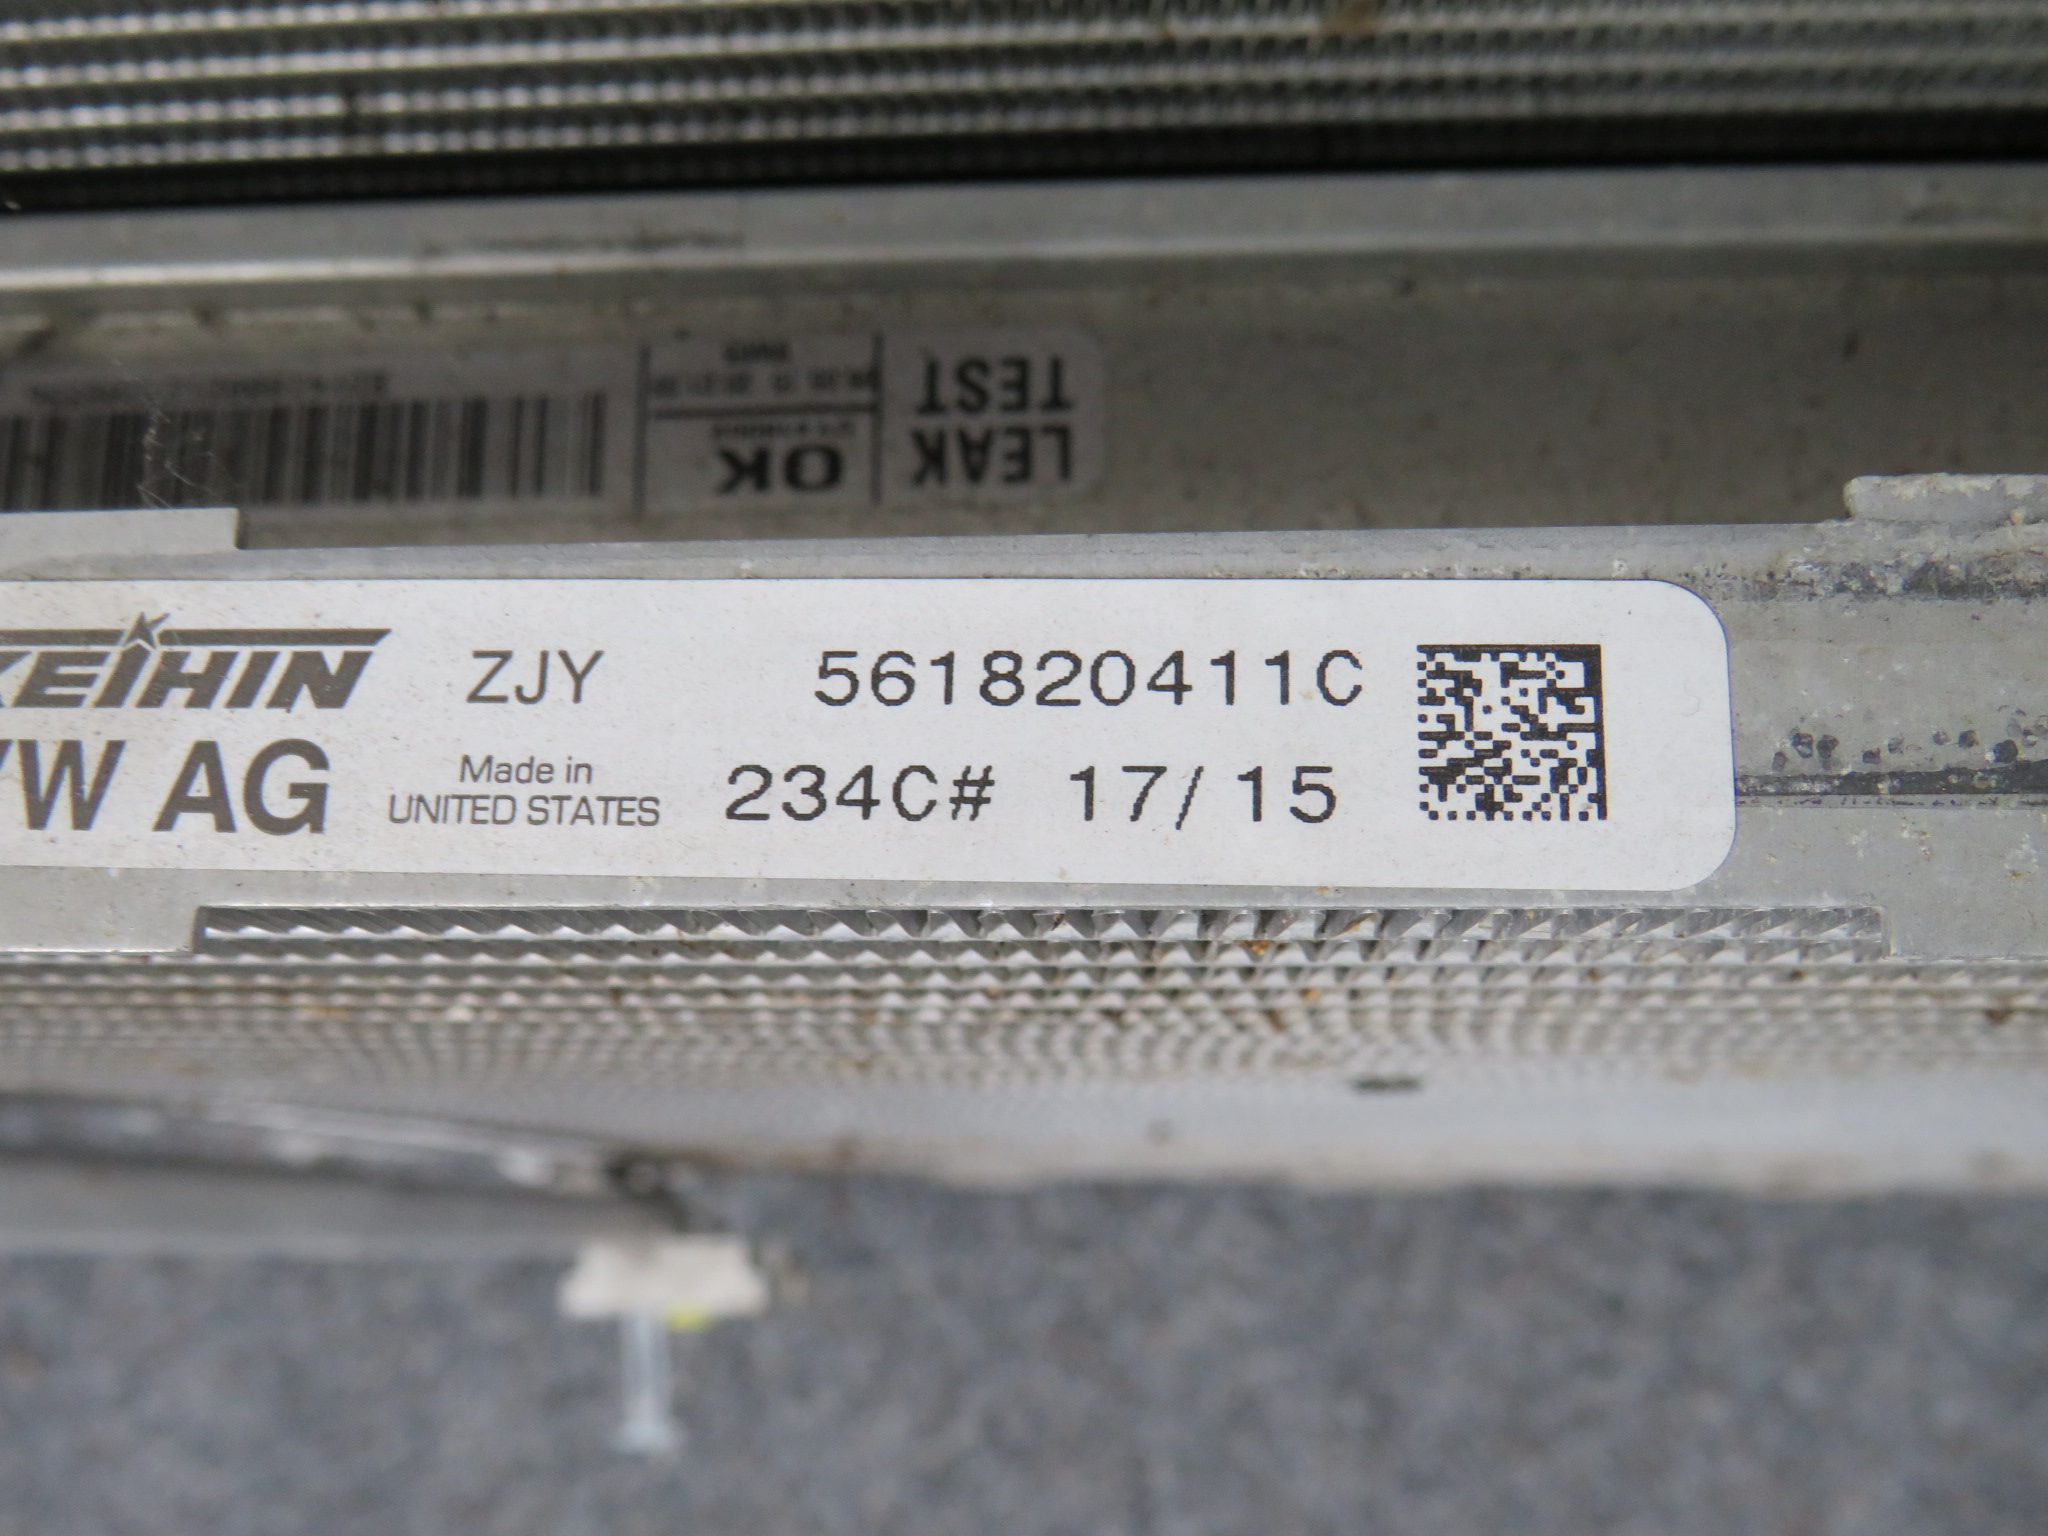 LEAK
TEST
OK
KEIHIN ZJY 561820411C
VW AG Made in
UNITED STATES 234C# 17/15